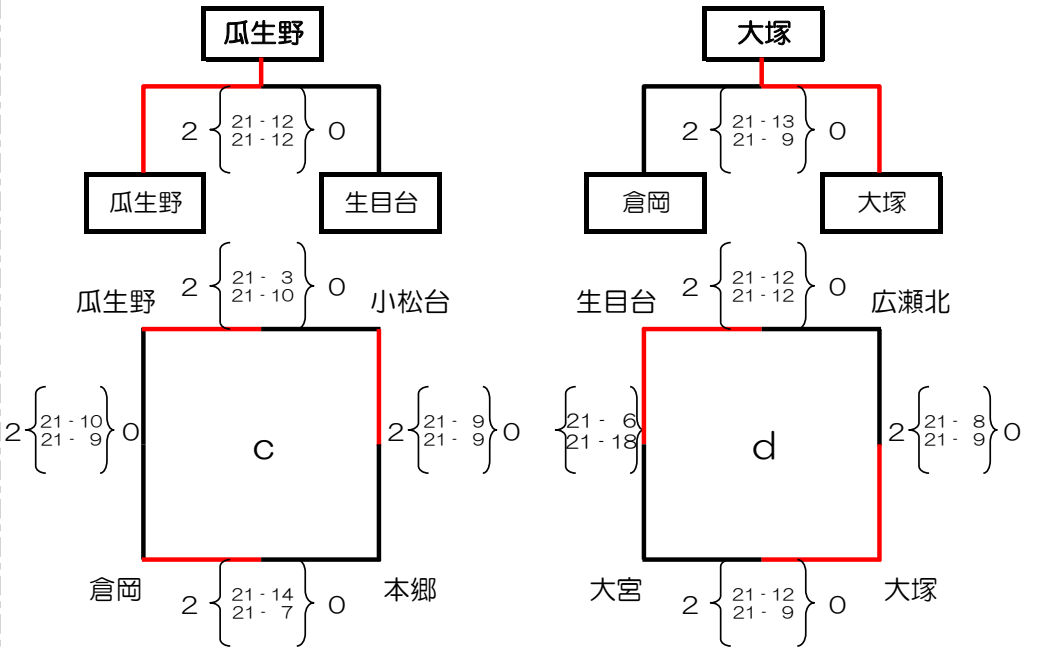 瓜生野
大塚
2 21 - 12 0
21 - 12
2 21 - 13 0
21 - 9
瓜生野
生目台
倉岡
大塚
瓜生野 2 21 - 3 0 小松台
21 - 10
生目台 2 21 - 12 0 広瀬北
21 - 12
2 21 - 10 0
21 - 9
2 21 - 9 0
21 - 9
21 - 6
21 - 18
2 21 - 8 0
21 - 9
c
d
倉岡 2 21 - 14 0 本郷
21 - 7
大宮 2 21 - 12 0 大塚
21 - 9